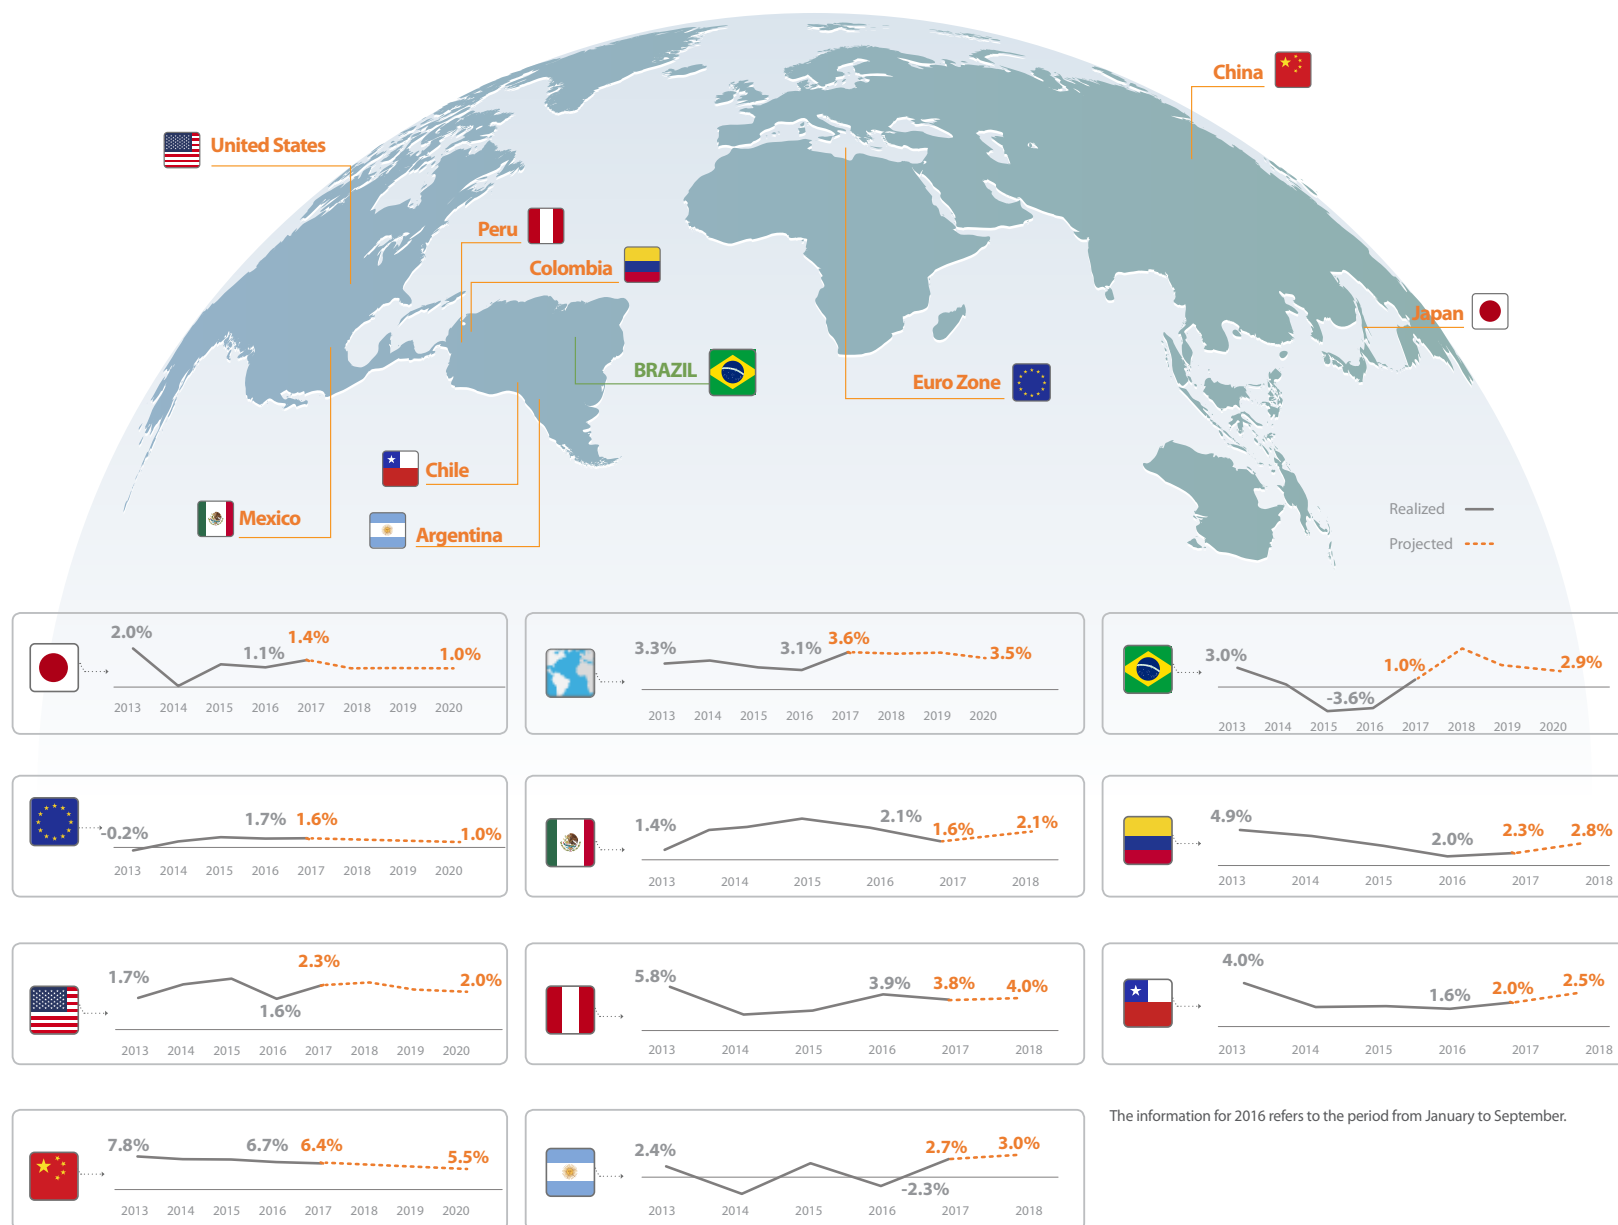 China
United States
Peru
Colombia
Japan
BRAZIL
Euro Zone
Chile
Mexico
Argentina
Realized
Projected
2.0%
1.1%
1.4%
1.0%
2013 2014 2015 2016 2017 2018 2019 2020
3.3%
3.1%
3.6%
3.5%
2013 2014 2015 2016 2017 2018 2019 2020
3.0%
-3.6%
1.0%
2.9%
2013 2014 2015 2016 2017 2018 2019 2020
-0.2%
1.7%
1.6%
1.0%
2013 2014 2015 2016 2017 2018 2019 2020
1.4%
2.1%
1.6%
2.1%
2013 2014 2015 2016 2017 2018
4.9%
2.0%
2.3%
2.8%
2013 2014 2015 2016 2017 2018
1.7%
1.6%
2.3%
2.0%
2013 2014 2015 2016 2017 2018 2019 2020
5.8%
3.9%
3.8%
4.0%
2013 2014 2015 2016 2017 2018
4.0%
1.6%
2.0%
2.5%
2013 2014 2015 2016 2017 2018
7.8%
6.7%
6.4%
5.5%
2013 2014 2015 2016 2017 2018 2019 2020
2.4%
-2.3%
2.7%
3.0%
2013 2014 2015 2016 2017 2018
The information for 2016 refers to the period from January to September.